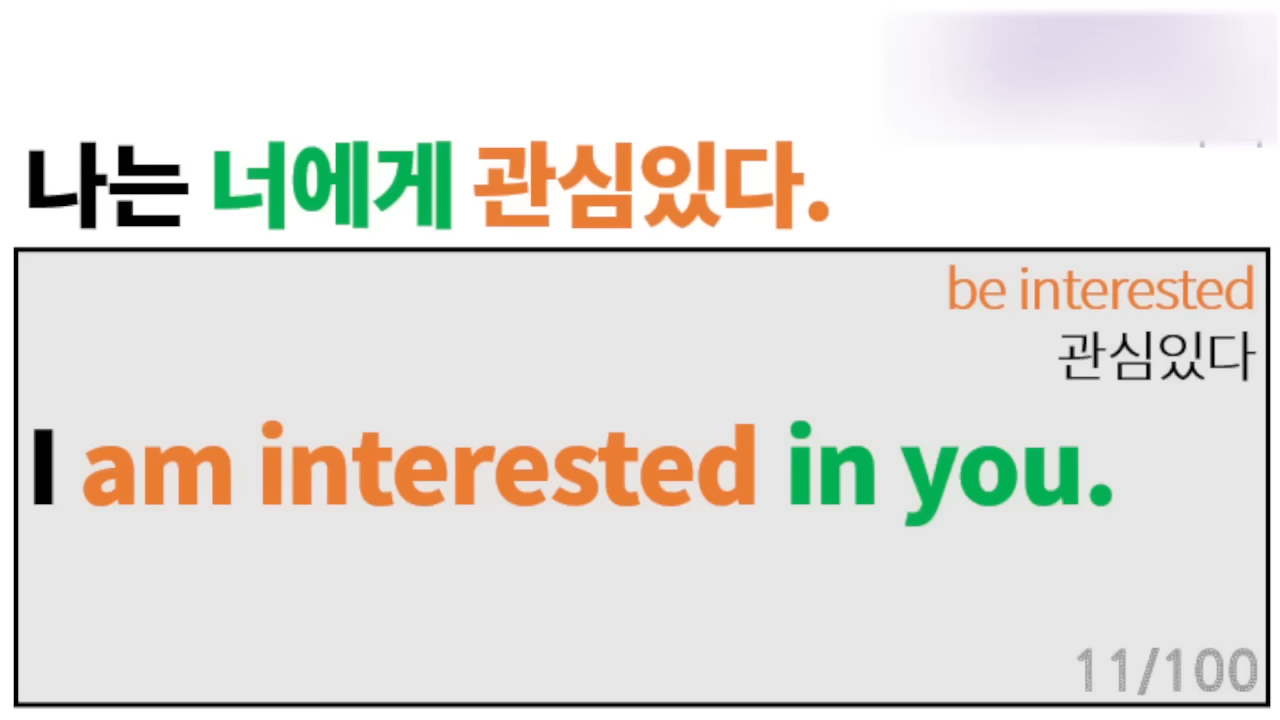 나는 너에게 관심있다.
be interested
관심있다
I am interested in you.
11/100